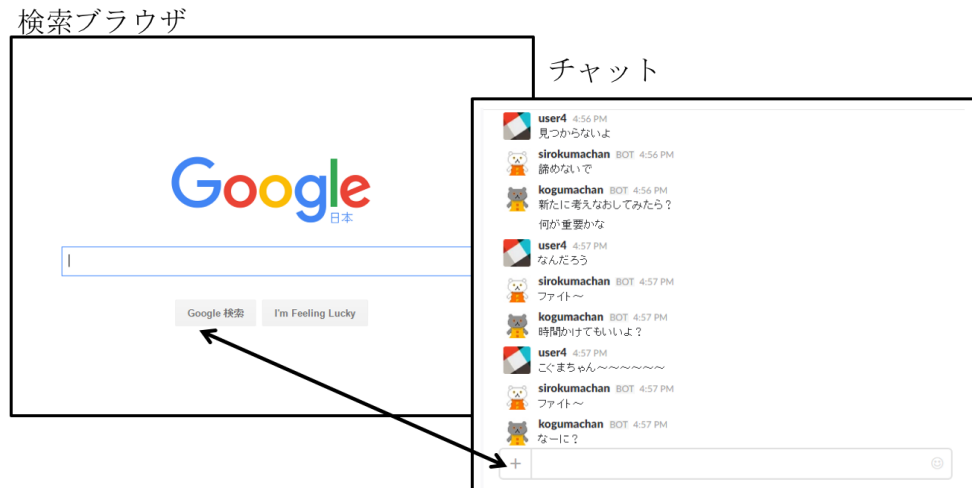 検索ブラウザ
Google
日本
Google 検索
I'm Feeling Lucky
チャット
user4 4:56 PM
見つからないよ
sirokumachan BOT 4:56 PM
諦めないで
kogumachan BOT 4:56 PM
新たに考えなおしてみたら？
何が重要かな
user4 4:57 PM
なんだろう
sirokumachan BOT 4:57 PM
ファイト～
kogumachan BOT 4:57 PM
時間かけてもいいよ？
user4 4:57 PM
こぐまちゃん～～～～～～
sirokumachan BOT 4:57 PM
ファイト～
kogumachan BOT 4:57 PM
なーに？